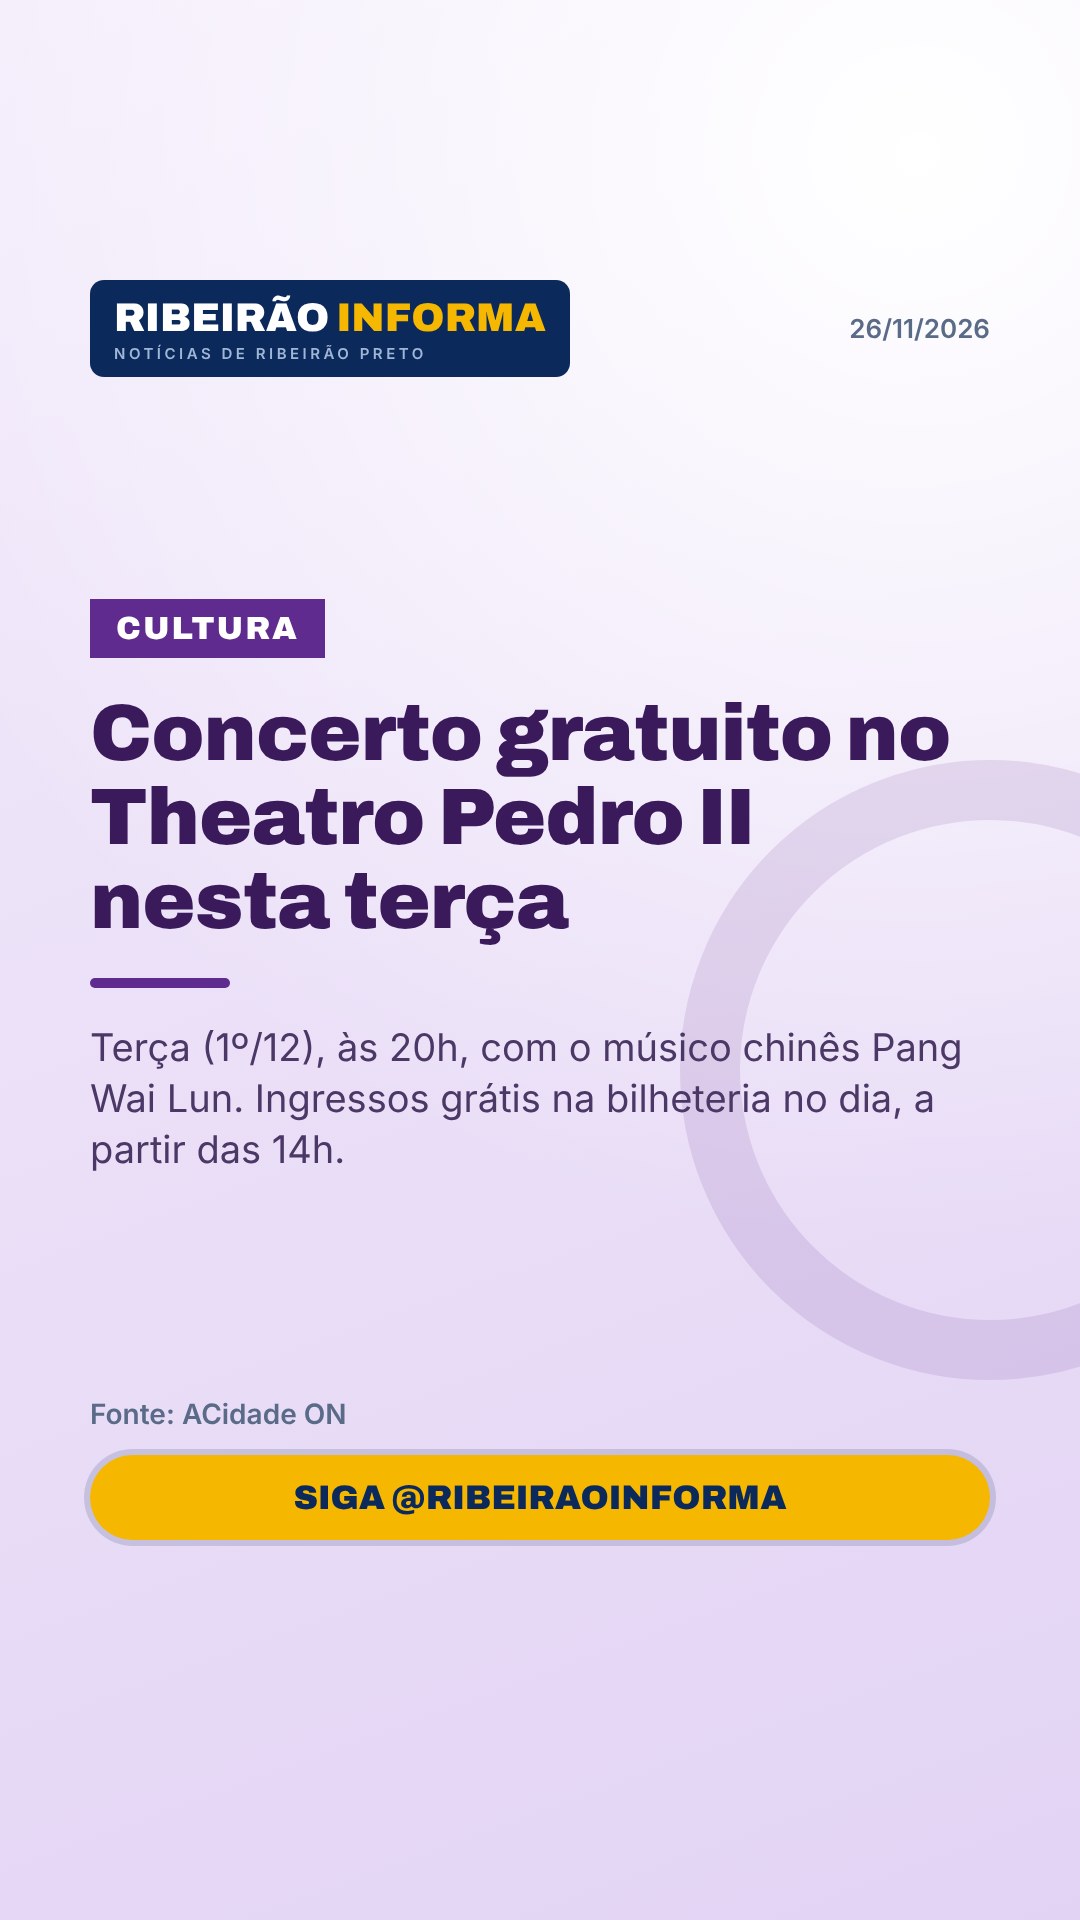 RIBEIRÃO INFORMA
NOTÍCIAS DE RIBEIRÃO PRETO
26/11/2026
CULTURA
Concerto gratuito no
Theatro Pedro II
nesta terça
Terça (1º/12), às 20h, com o músico chinês Pang
Wai Lun. Ingressos grátis na bilheteria no dia, a
partir das 14h.
Fonte: ACidade ON
SIGA @RIBEIRAOINFORMA